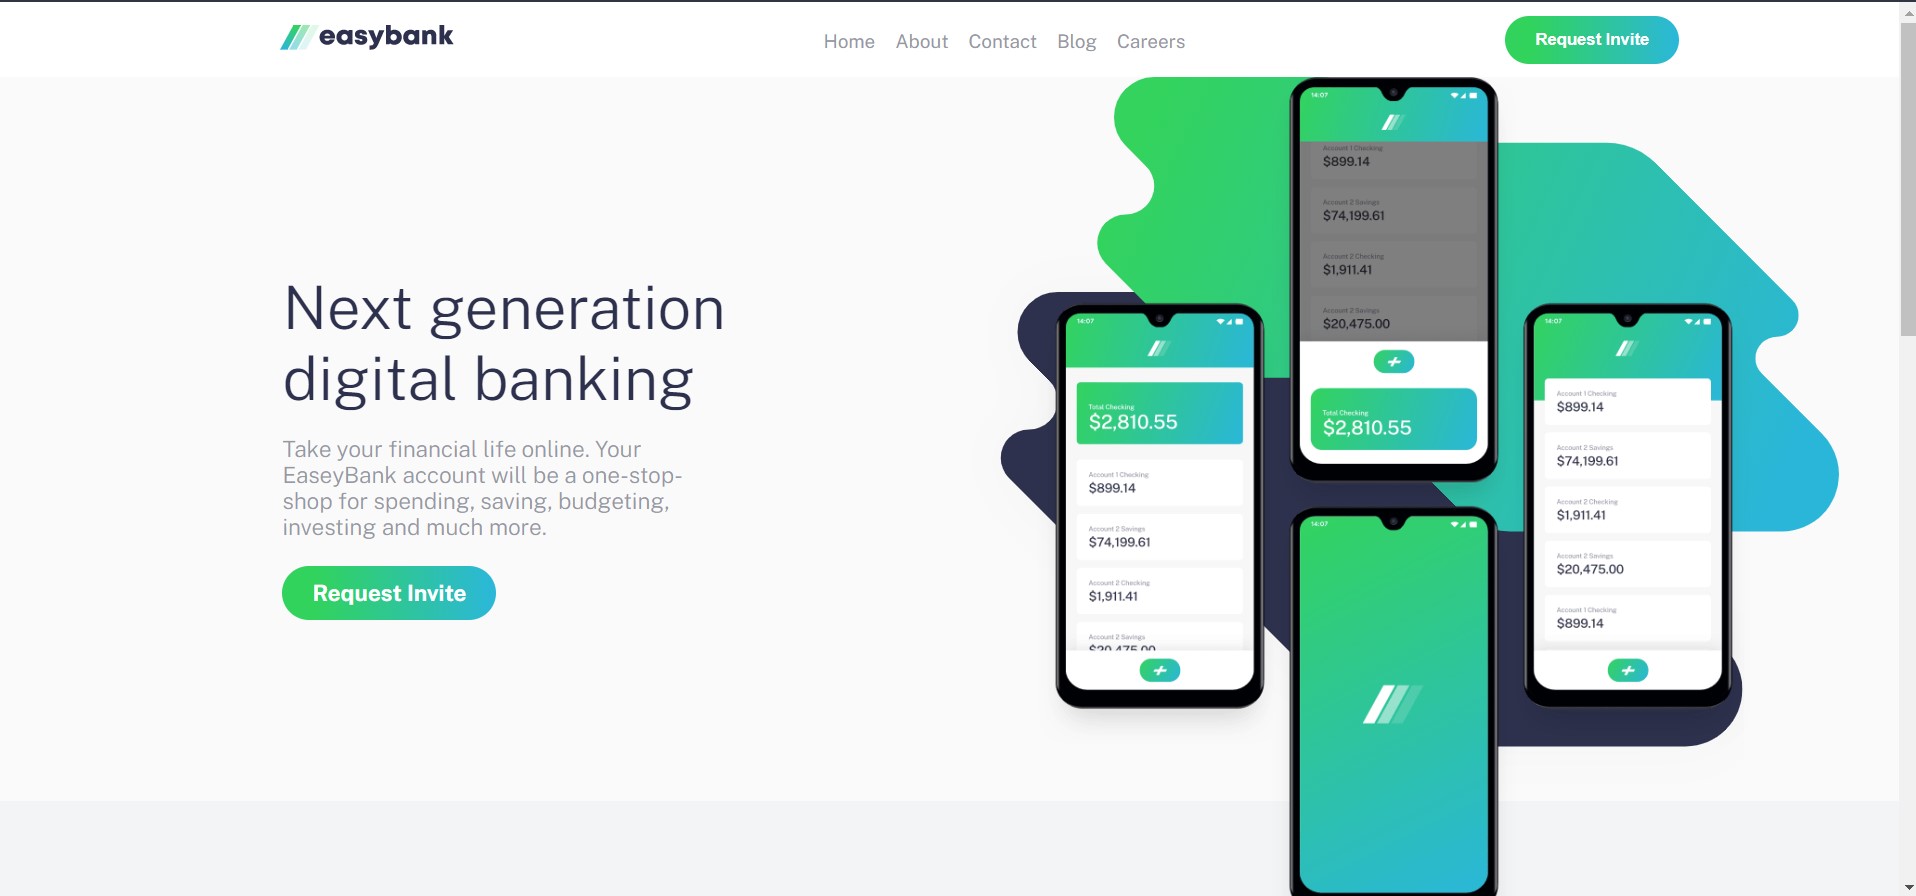 easybank
Home About Contact Blog Careers
Request Invite
Next generation
digital banking
Take your financial life online. Your
EaseyBank account will be a one-stop-
shop for spending, saving, budgeting,
investing and much more.
Request Invite
14:07
Account 1 Checking
$899.14
Account 2 Savings
$74,199.61
Account 2 Checking
$1,911.41
Account 2 Savings
$20,475.00
Total Checking
$2,810.55
14:07
Total Checking
$2,810.55
Account 1 Checking
$899.14
Account 2 Savings
$74,199.61
Account 2 Checking
$1,911.41
Account 2 Savings
$20,475.00
14:07
Account 1 Checking
$899.14
Account 2 Savings
$74,199.61
Account 2 Checking
$1,911.41
Account 2 Savings
$20,475.00
Account 1 Checking
$899.14
14:07